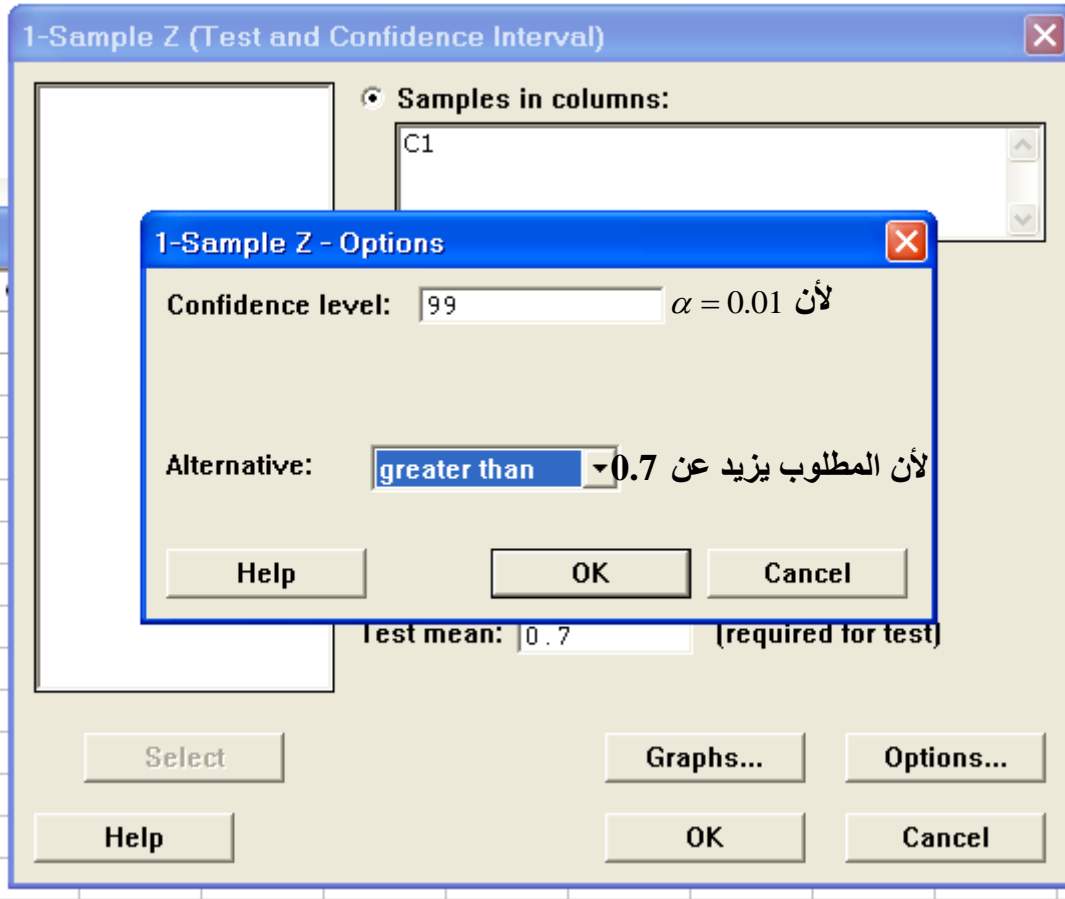 1-Sample Z (Test and Confidence Interval)
Samples in columns:
C1
1-Sample Z - Options
Confidence level: 99 لأن α = 0.01
Alternative: greater than لأن المطلوب يزيد عن 0.7
Help OK Cancel
Test mean: 0.7 (required for test)
Select Graphs... Options...
Help OK Cancel